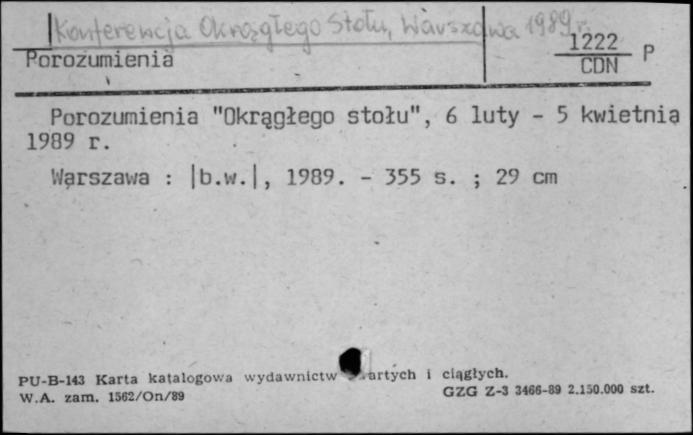 Konferencja Okrągłego Stołu, Warszawa 1989 r.
Porozumienia
1222
CDN P
Porozumienia "Okrągłego stołu", 6 luty - 5 kwietnia
1989 r.
Warszawa : |b.w.|, 1989. - 355 s. ; 29 cm
PU-B-143 Karta katalogowa wydawnictw artych i ciągłych.
W.A. zam. 1562/On/89
GZG Z-3 3466-89 2.150.000 szt.